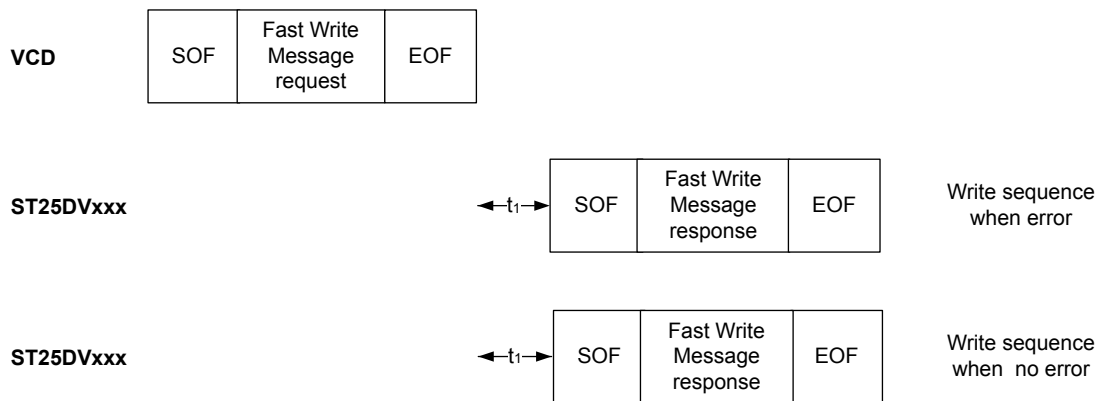 VCD
SOF
Fast Write
Message
request
EOF
ST25DVxxx
t1
SOF
Fast Write
Message
response
EOF
Write sequence
when error
ST25DVxxx
t1
SOF
Fast Write
Message
response
EOF
Write sequence
when no error